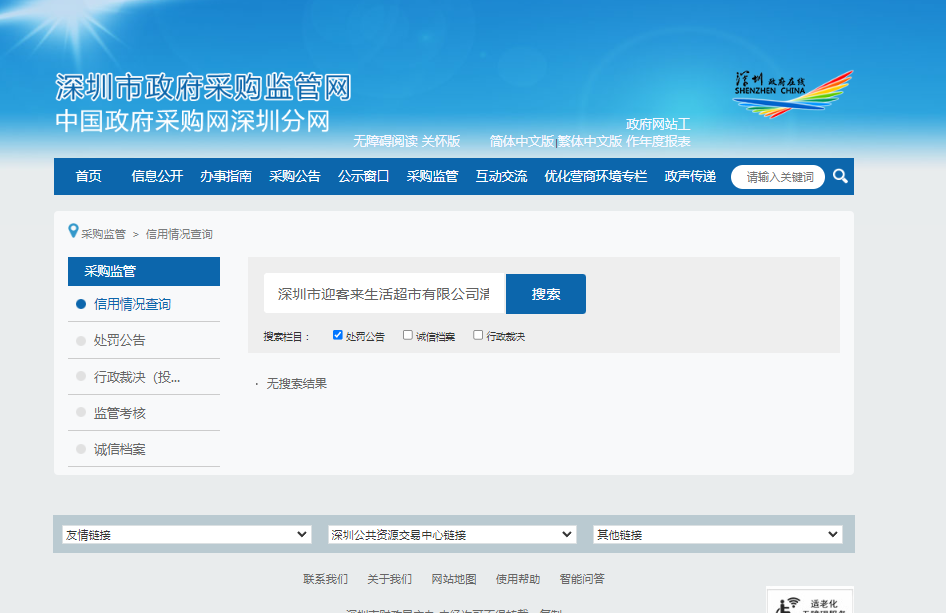 深圳市政府采购监管网
中国政府采购网深圳分网
深圳 政府在线
SHENZHEN CHINA
政府网站工
无障碍阅读 关怀版 简体中文版|繁体中文版 作年度报表
首页 信息公开 办事指南 采购公告 公示窗口 采购监管 互动交流 优化营商环境专栏 政声传递 请输入关键词
采购监管 > 信用情况查询
采购监管
信用情况查询
处罚公告
行政裁决（投...
监管考核
诚信档案
深圳市迎客来生活超市有限公司清 搜索
搜索栏目： 处罚公告 诚信档案 行政裁决
· 无搜索结果
友情链接 深圳公共资源交易中心链接 其他链接
联系我们 关于我们 网站地图 使用帮助 智能问答
适老化